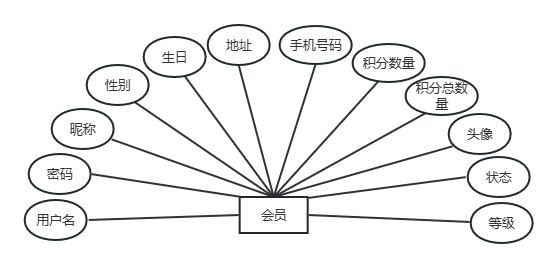 地址
手机号码
生日
积分数量
性别
积分总数
量
昵称
头像
密码
状态
用户名
会员
等级